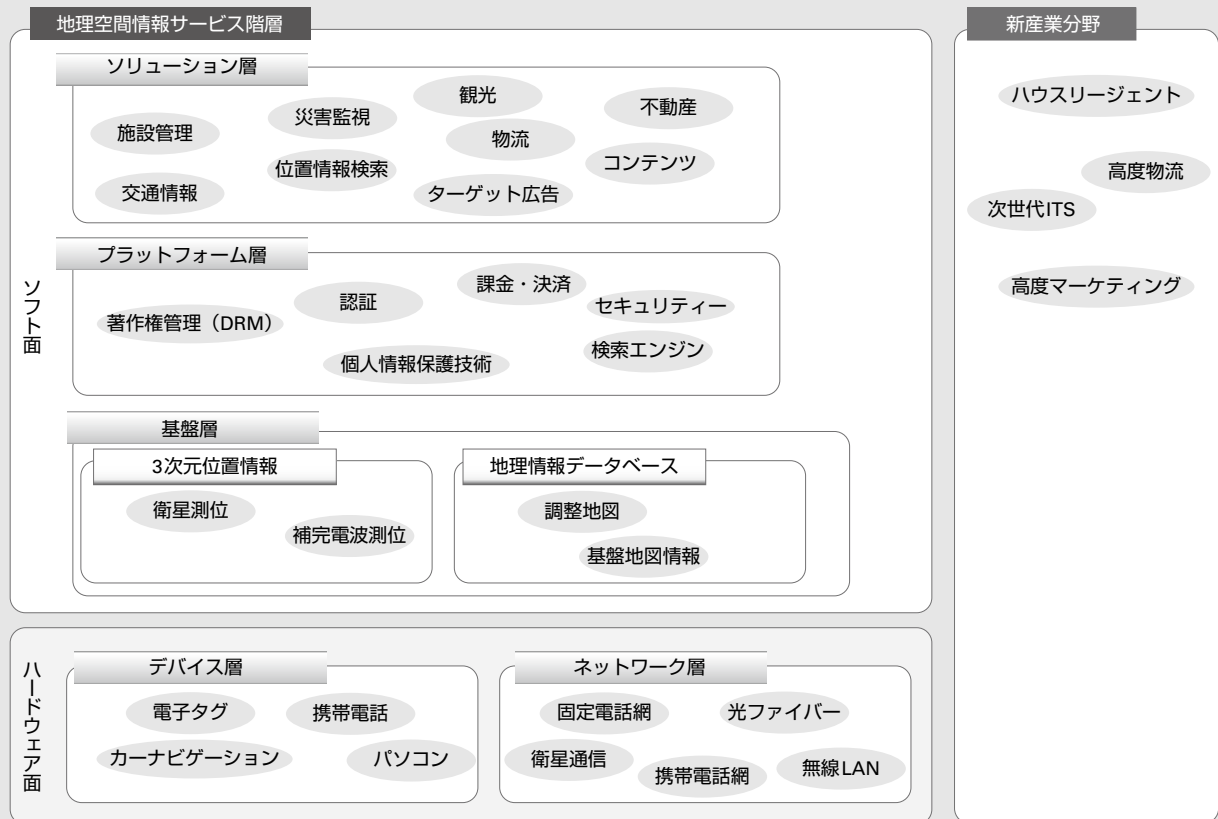 地理空間情報サービス階層
ソフト面
ソリューション層
施設管理
災害監視
観光
不動産
物流
交通情報
位置情報検索
ターゲット広告
コンテンツ
プラットフォーム層
著作権管理（DRM）
認証
課金・決済
セキュリティー
個人情報保護技術
検索エンジン
基盤層
3次元位置情報
衛星測位
補完電波測位
地理情報データベース
調整地図
基盤地図情報
ハードウェア面
デバイス層
電子タグ
携帯電話
カーナビゲーション
パソコン
ネットワーク層
固定電話網
光ファイバー
衛星通信
携帯電話網
無線LAN
新産業分野
ハウスリージェント
高度物流
次世代ITS
高度マーケティング